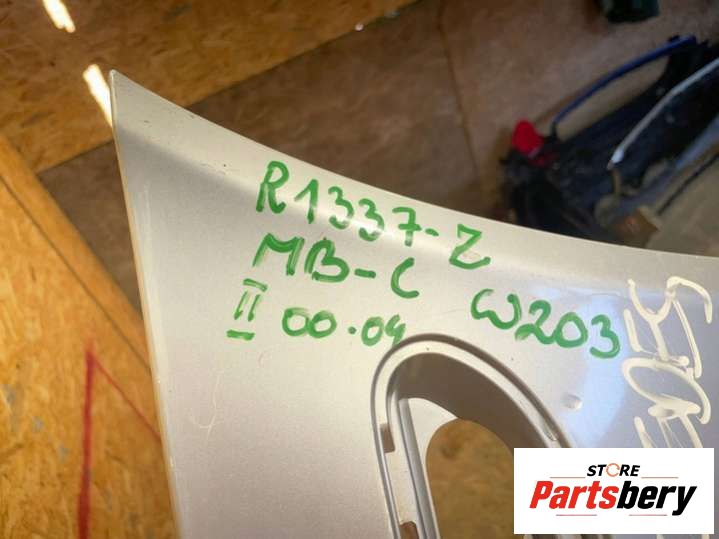 R1337-Z
MB-C W203
II 00.04
STORE
Partsbery